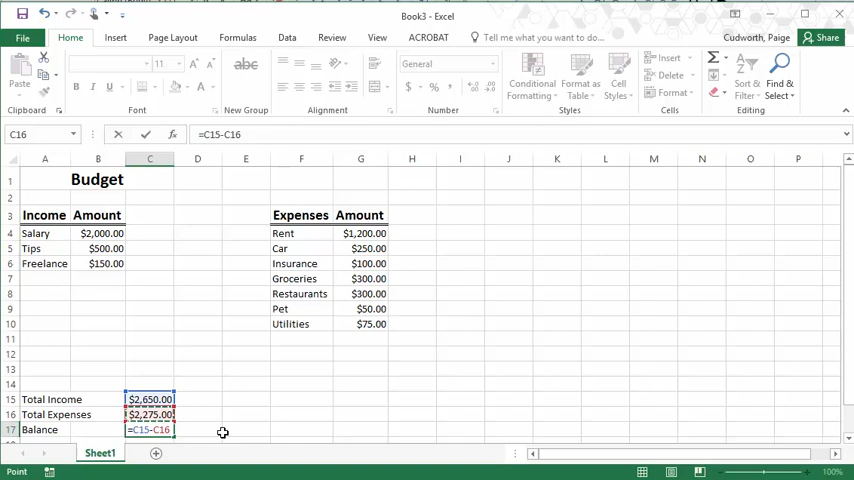 Book3 - Excel
File Home Insert Page Layout Formulas Data Review View ACROBAT Tell me what you want to do... Cudworth, Paige Share
Paste
Clipboard
11 A A
B I U A
Font
abc
New Group
Alignment
General
$ % ,
Number
Conditional Formatting
Format as Table
Cell Styles
Styles
Insert
Delete
Format
Cells
Sort & Filter
Find & Select
Editing
C16 fx =C15-C16
A B C D E F G H I J K L M N O P
1 Budget
2
3 Income Amount Expenses Amount
4 Salary $2,000.00 Rent $1,200.00
5 Tips $500.00 Car $250.00
6 Freelance $150.00 Insurance $100.00
7 Groceries $300.00
8 Restaurants $300.00
9 Pet $50.00
10 Utilities $75.00
11
12
13
14
15 Total Income $2,650.00
16 Total Expenses $2,275.00
17 Balance =C15-C16
Sheet1
Point 100%